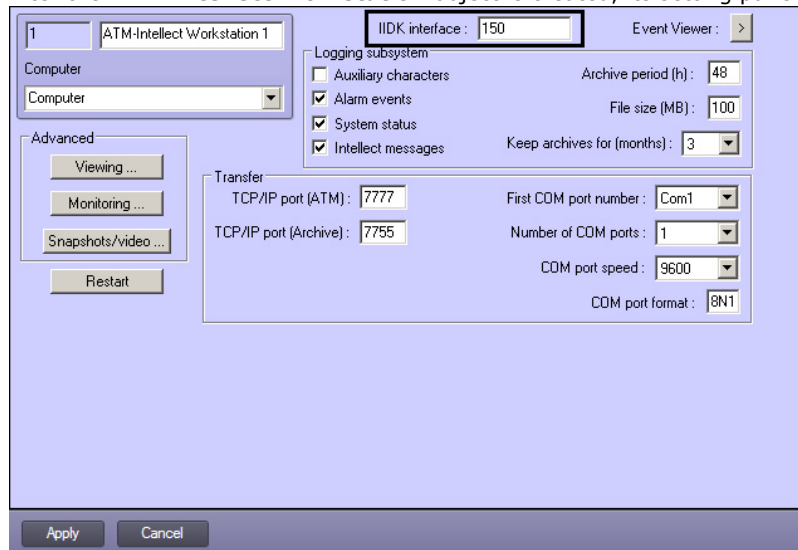 1
ATM-Intellect Workstation 1
IIDK interface : 150
Event Viewer : >
Computer
Computer
Logging subsystem
Auxiliary characters
Alarm events
System status
Intellect messages
Archive period (h) : 48
File size (MB) : 100
Keep archives for (months) : 3
Advanced
Viewing ...
Monitoring ...
Snapshots/video ...
Restart
Transfer
TCP/IP port (ATM) : 7777
TCP/IP port (Archive) : 7755
First COM port number : Com1
Number of COM ports : 1
COM port speed : 9600
COM port format : 8N1
Apply
Cancel